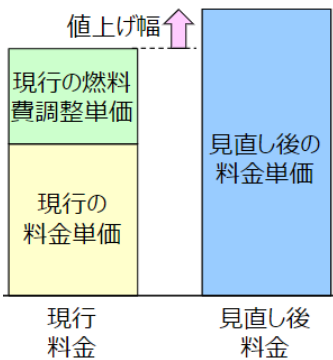 値上げ幅
現行の燃料
費調整単価
現行の
料金単価
見直し後の
料金単価
現行
料金
見直し後
料金